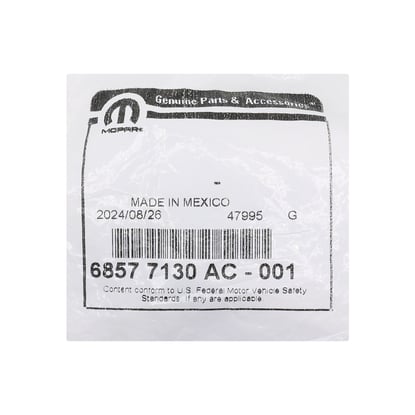 Genuine Parts & Accessories
MOPAR
MADE IN MEXICO
2024/08/26 47995 G
6857 7130 AC - 001
Content conform to U.S. Federal Motor Vehicle Safety
Standards. If any are applicable